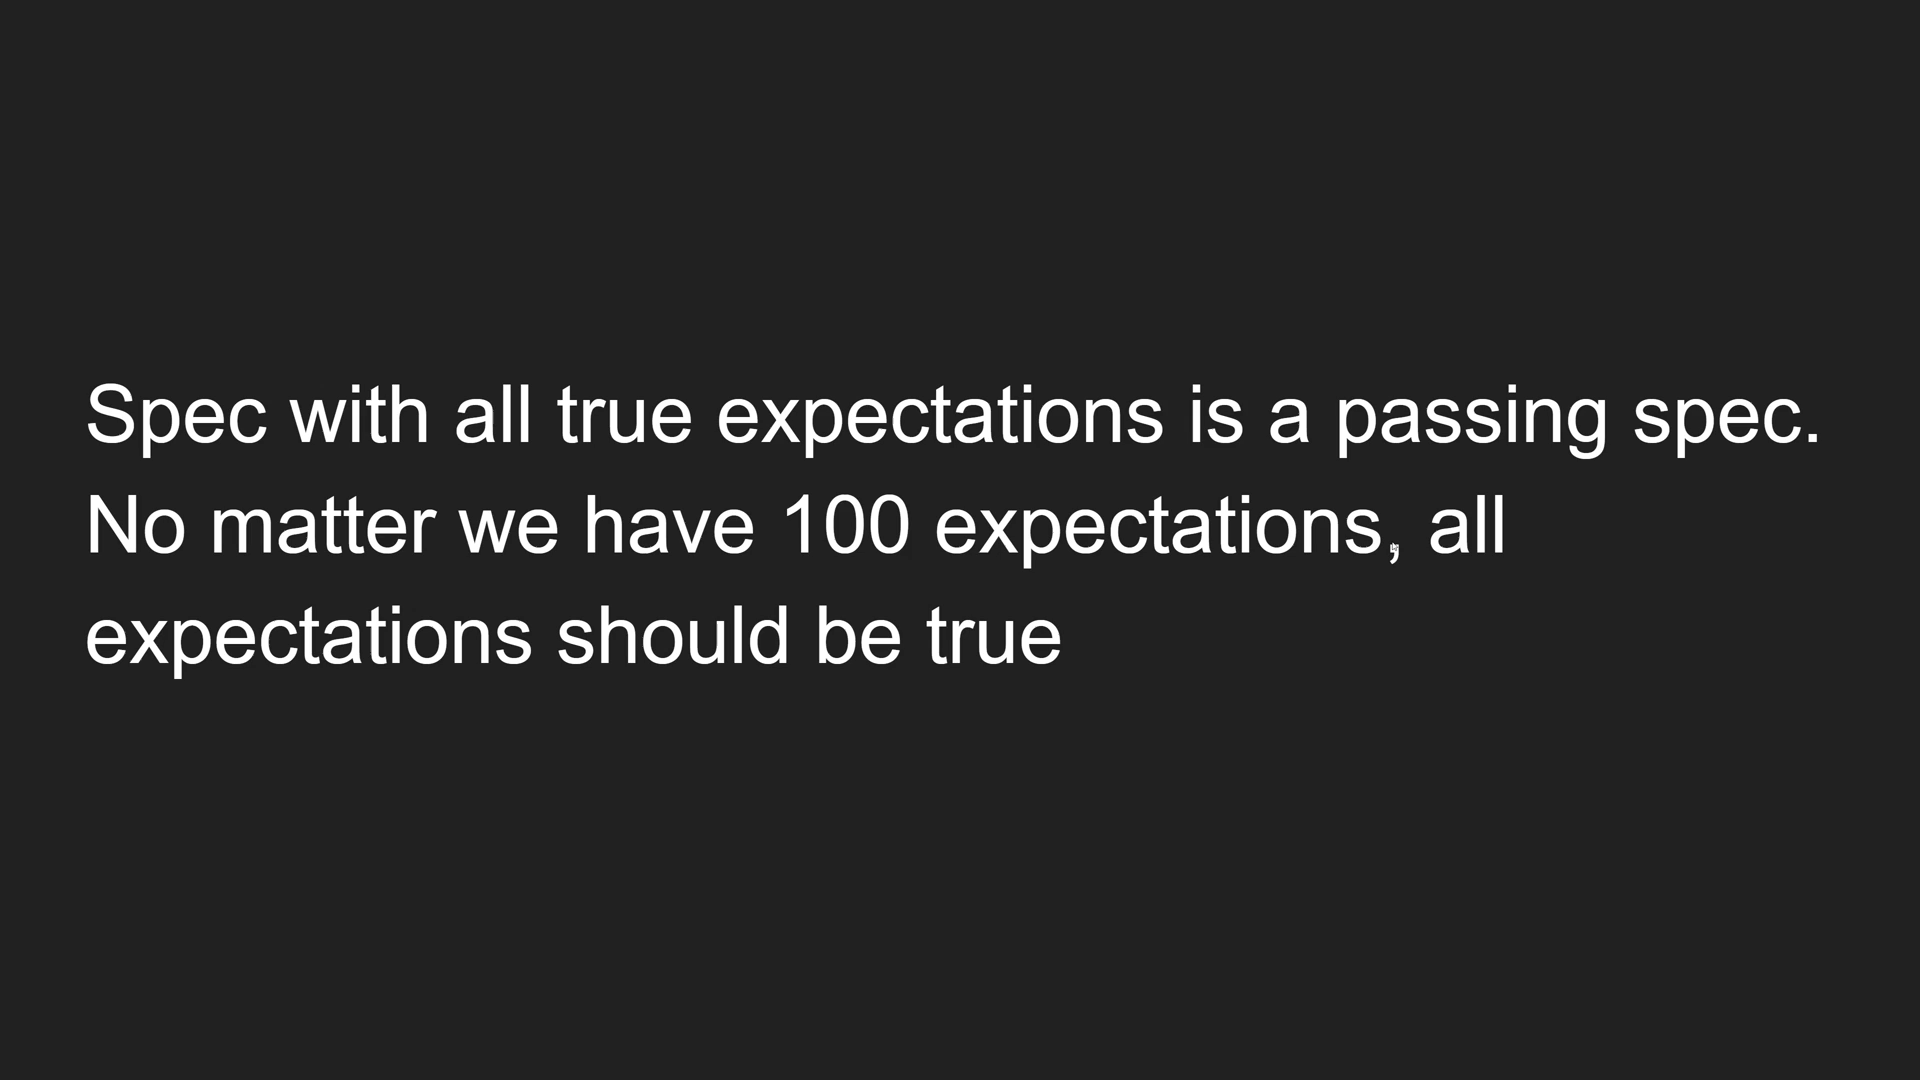 Spec with all true expectations is a passing spec.
No matter we have 100 expectations, all
expectations should be true